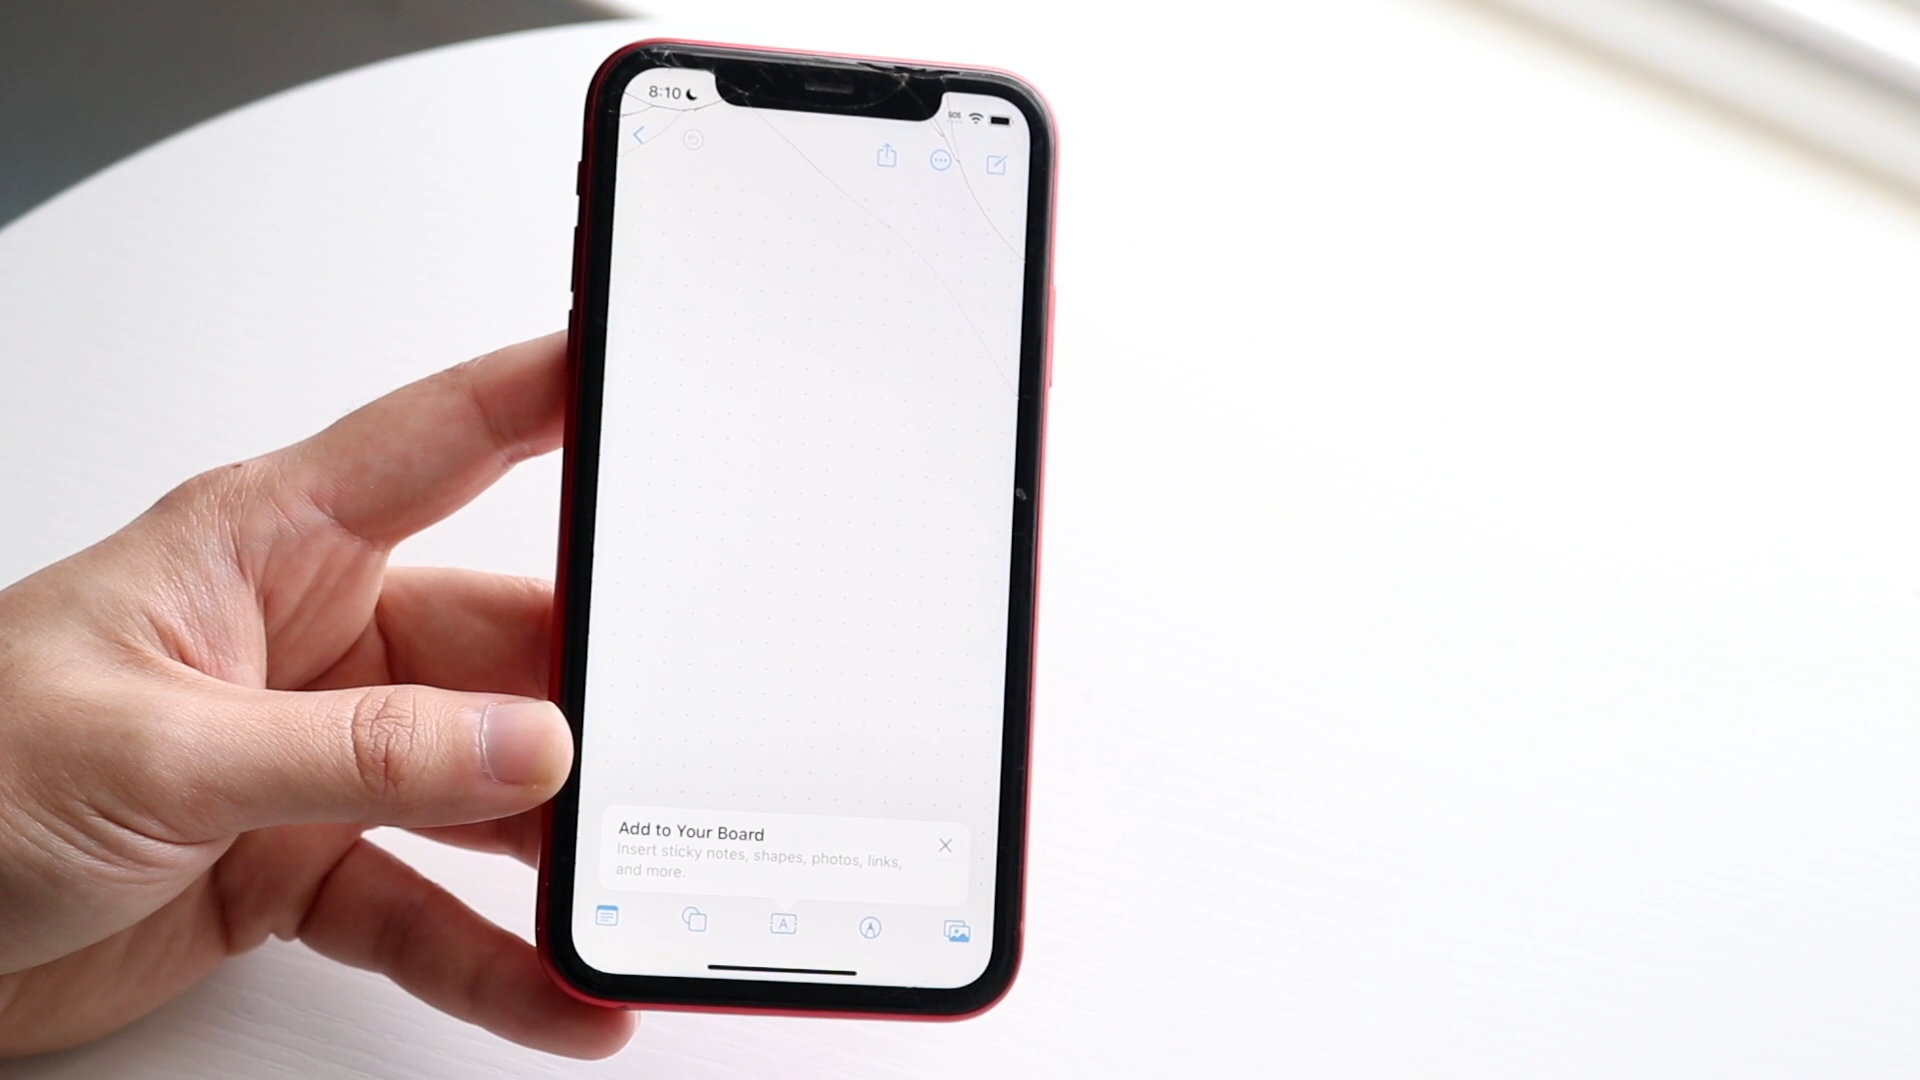 8:10
SOS
Add to Your Board
Insert sticky notes, shapes, photos, links,
and more.
A